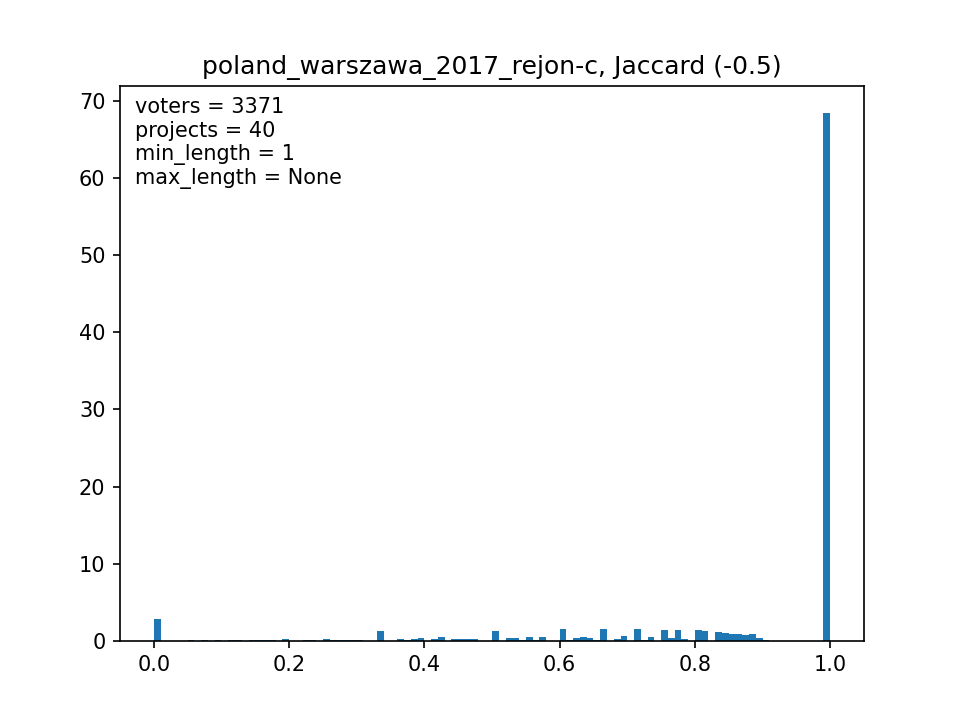 poland_warszawa_2017_rejon-c, Jaccard (-0.5)
voters = 3371
projects = 40
min_length = 1
max_length = None
70
60
50
40
30
20
10
0
0.0 0.2 0.4 0.6 0.8 1.0